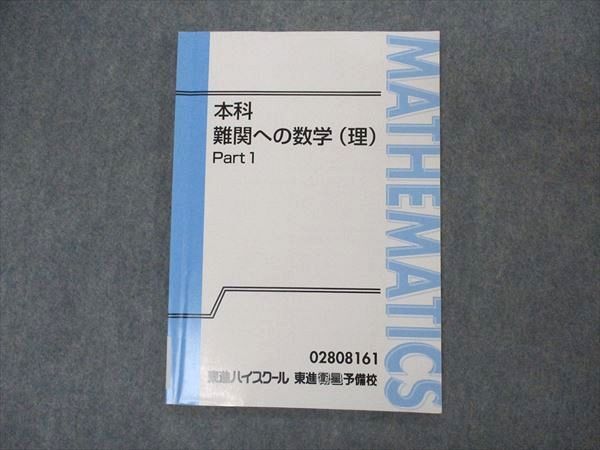 本科
難関への数学（理）
Part 1
MATHEMATICS
02808161
東進ハイスクール 東進衛星予備校